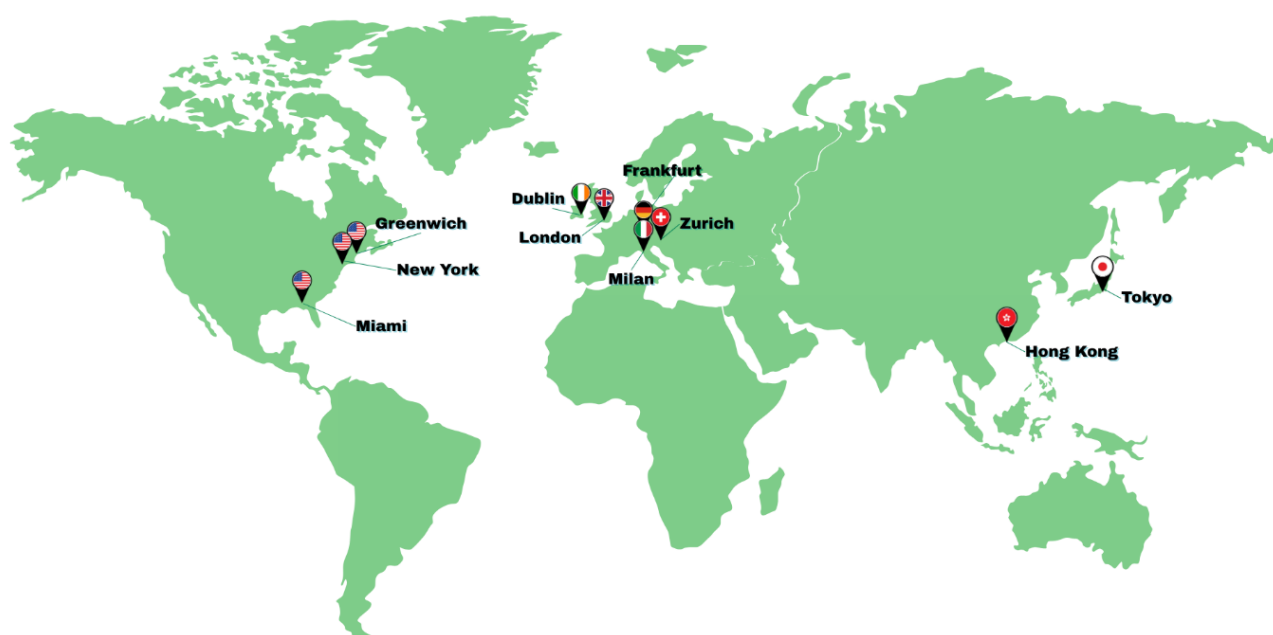 Frankfurt
Dublin
Greenwich
Zurich
London
New York
Milan
Tokyo
Miami
Hong Kong